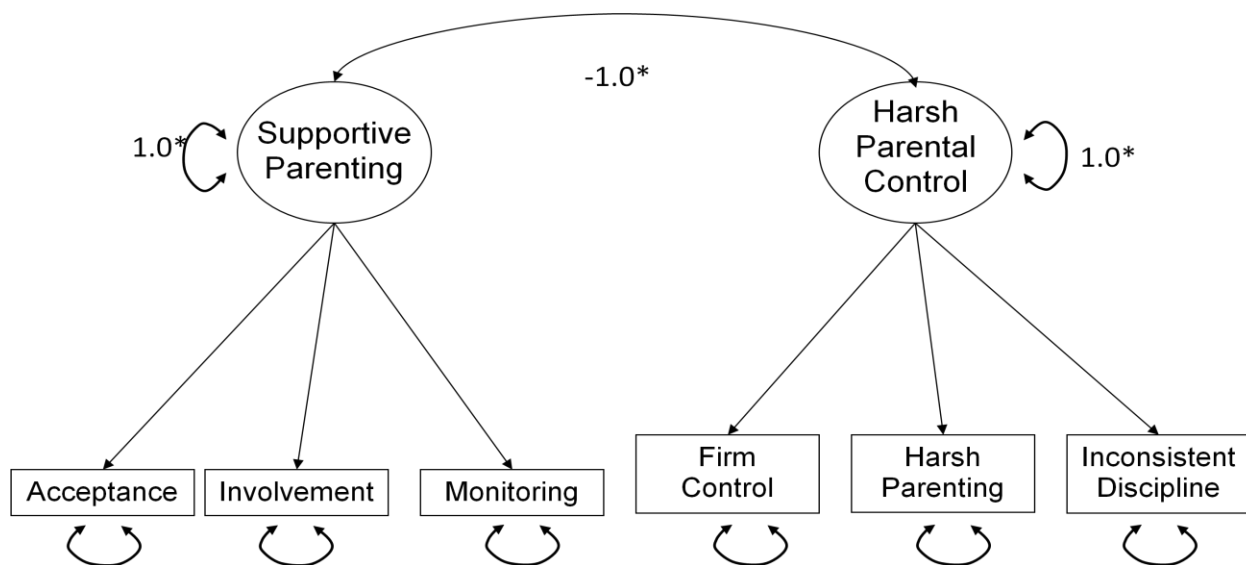 -1.0*
Supportive
Parenting
1.0*
Harsh
Parental
Control
1.0*
Acceptance
Involvement
Monitoring
Firm
Control
Harsh
Parenting
Inconsistent
Discipline